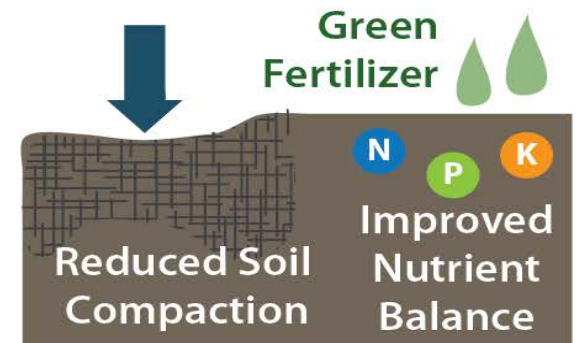 Green
Fertilizer
N
P
K
Reduced Soil
Compaction
Improved
Nutrient
Balance